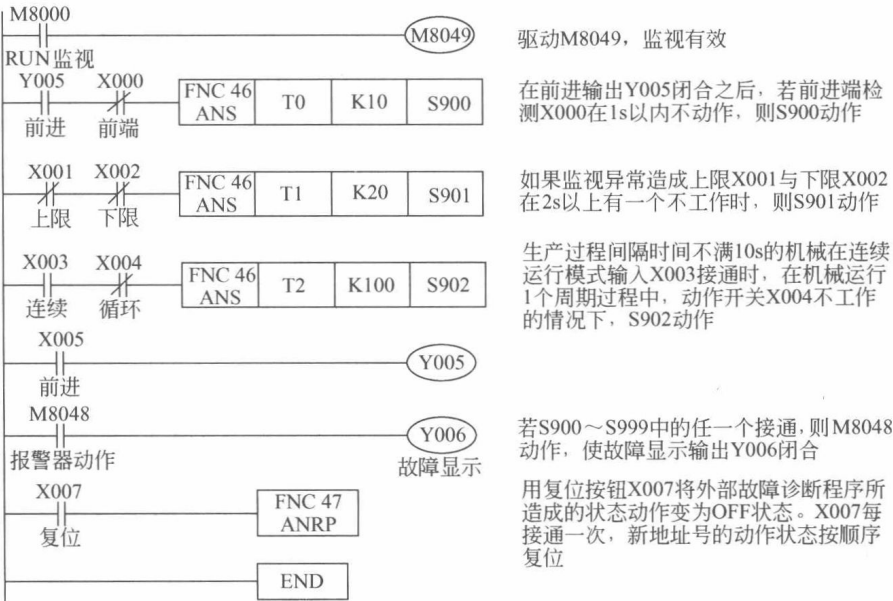 M8000
M8049
驱动M8049，监视有效
RUN监视
Y005 X000
FNC 46 ANS T0 K10 S900
前进 前端
在前进输出Y005闭合之后，若前进端检
测X000在1s以内不动作，则S900动作
X001 X002
FNC 46 ANS T1 K20 S901
上限 下限
如果监视异常造成上限X001与下限X002
在2s以上有一个不工作时，则S901动作
X003 X004
FNC 46 ANS T2 K100 S902
连续 循环
生产过程间隔时间不满10s的机械在连续
运行模式输入X003接通时，在机械运行
1个周期过程中，动作开关X004不工作
的情况下，S902动作
X005
Y005
前进
M8048
Y006
报警器动作
故障显示
若S900～S999中的任一个接通，则M8048
动作，使故障显示输出Y006闭合
X007
FNC 47
ANRP
复位
用复位按钮X007将外部故障诊断程序所
造成的状态动作变为OFF状态。X007每
接通一次，新地址号的动作状态按顺序
复位
END